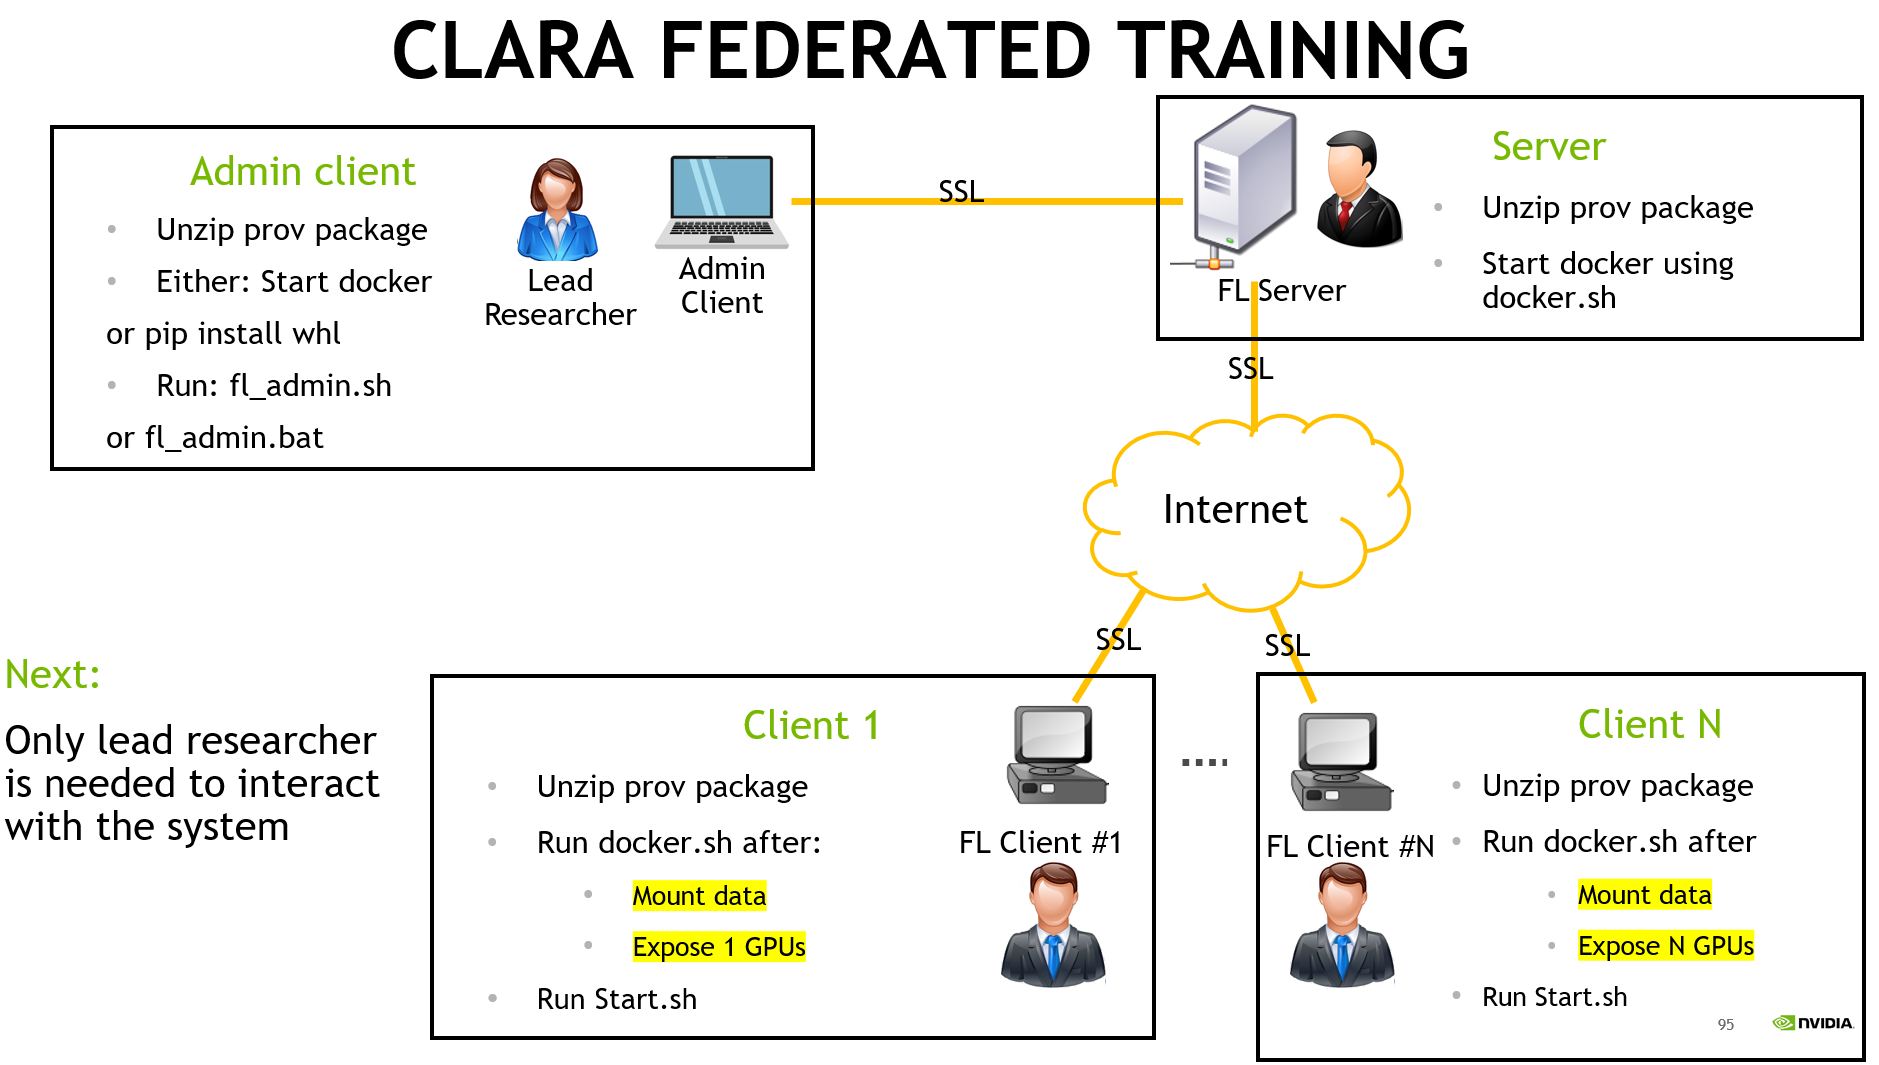 CLARA FEDERATED TRAINING
Admin client
• Unzip prov package
• Either: Start docker
or pip install whl
• Run: fl_admin.sh
or fl_admin.bat
Lead
Researcher
Admin
Client
SSL
FL Server
Server
• Unzip prov package
• Start docker using
docker.sh
SSL
Internet
SSL
SSL
Next:
Only lead researcher
is needed to interact
with the system
Client 1
• Unzip prov package
• Run docker.sh after:
• Mount data
• Expose 1 GPUs
• Run Start.sh
FL Client #1
....
FL Client #N
Client N
• Unzip prov package
• Run docker.sh after
• Mount data
• Expose N GPUs
• Run Start.sh
95
NVIDIA